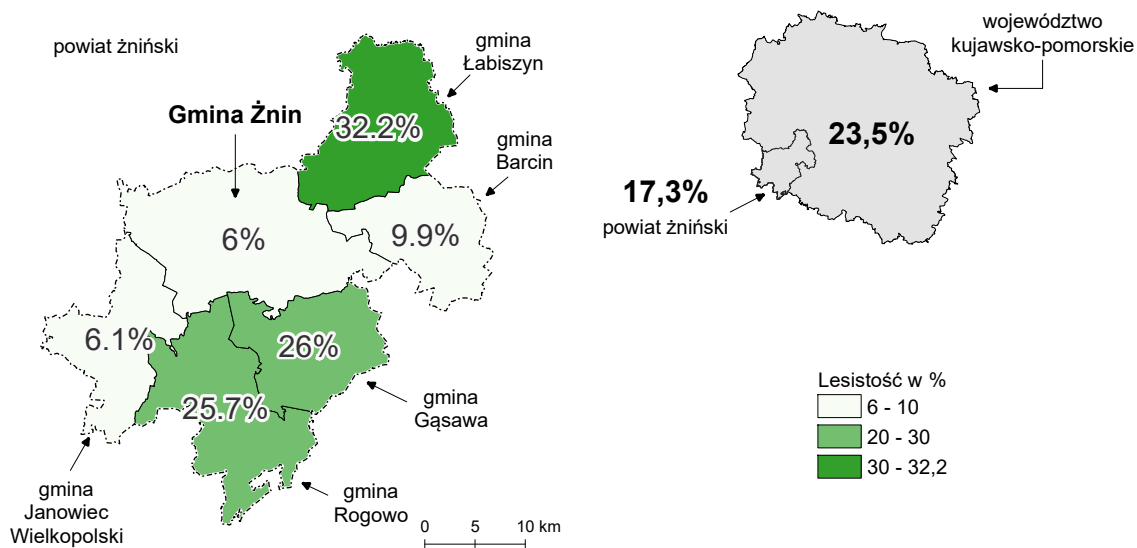 powiat żniński
gmina
Łabiszyn
Gmina Żnin
32.2%
gmina
Barcin
6%
9.9%
6.1%
26%
25.7%
gmina
Gąsawa
gmina
Janowiec
Wielkopolski
gmina
Rogowo
0 5 10 km
województwo
kujawsko-pomorskie
23,5%
17,3%
powiat żniński
Lesistość w %
6 - 10
20 - 30
30 - 32,2